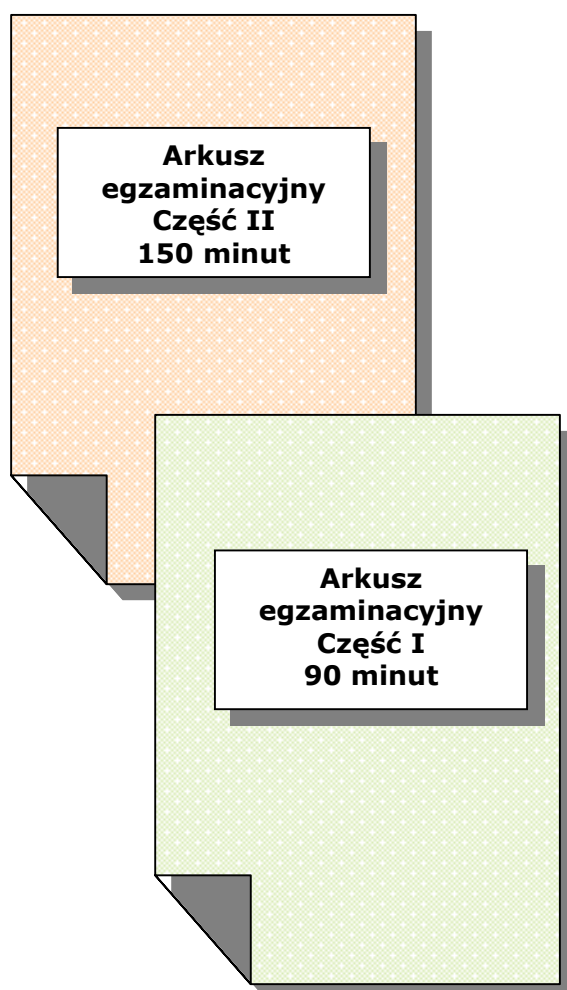 Arkusz
egzaminacyjny
Część II
150 minut
Arkusz
egzaminacyjny
Część I
90 minut